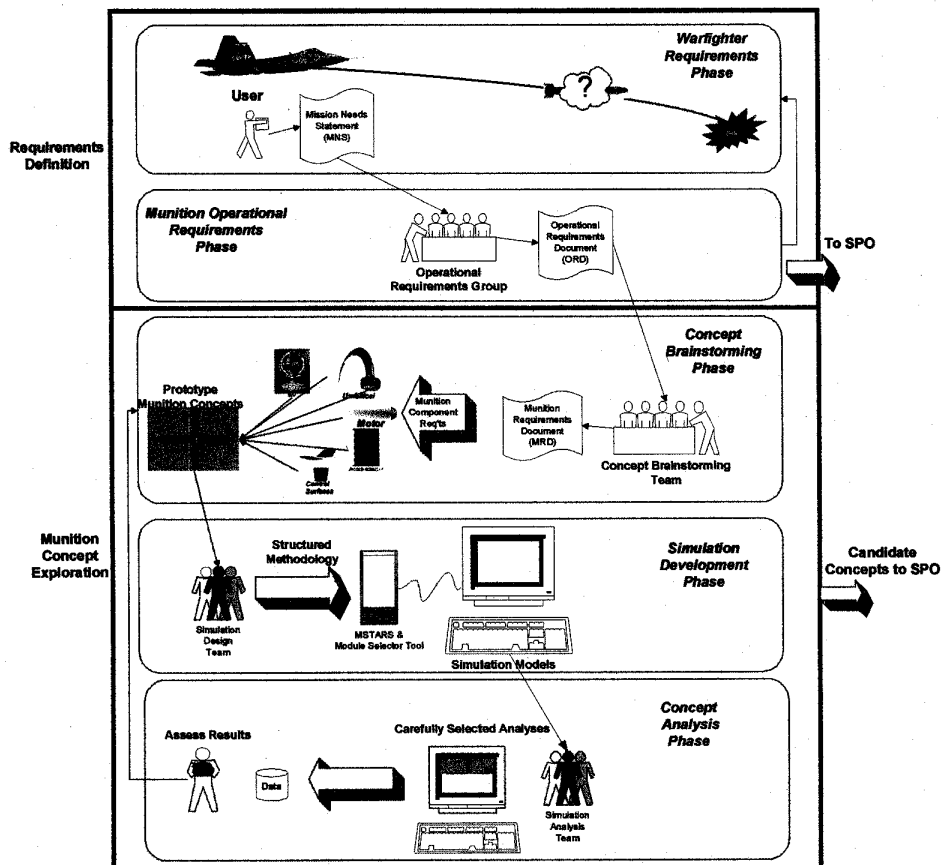 Warfighter
Requirements
Phase
?
User
Mission Needs
Statement
(MNS)
Requirements
Definition
Munition Operational
Requirements
Phase
Operational
Requirements
Document
(ORD)
Operational
Requirements Group
To SPO
Concept
Brainstorming
Phase
Prototype
Munition Concepts
Umbilical
Motor
Control
Surfaces
Munition
Component
Req'ts
Munition
Requirements
Document
(MRD)
Concept Brainstorming
Team
Munition
Concept
Exploration
Structured
Methodology
Simulation
Development
Phase
Candidate
Concepts to SPO
Simulation
Design
Team
MSTARS &
Module Selector Tool
Simulation Models
Concept
Analysis
Phase
Assess Results
Carefully Selected Analyses
Data
Simulation
Analysis
Team